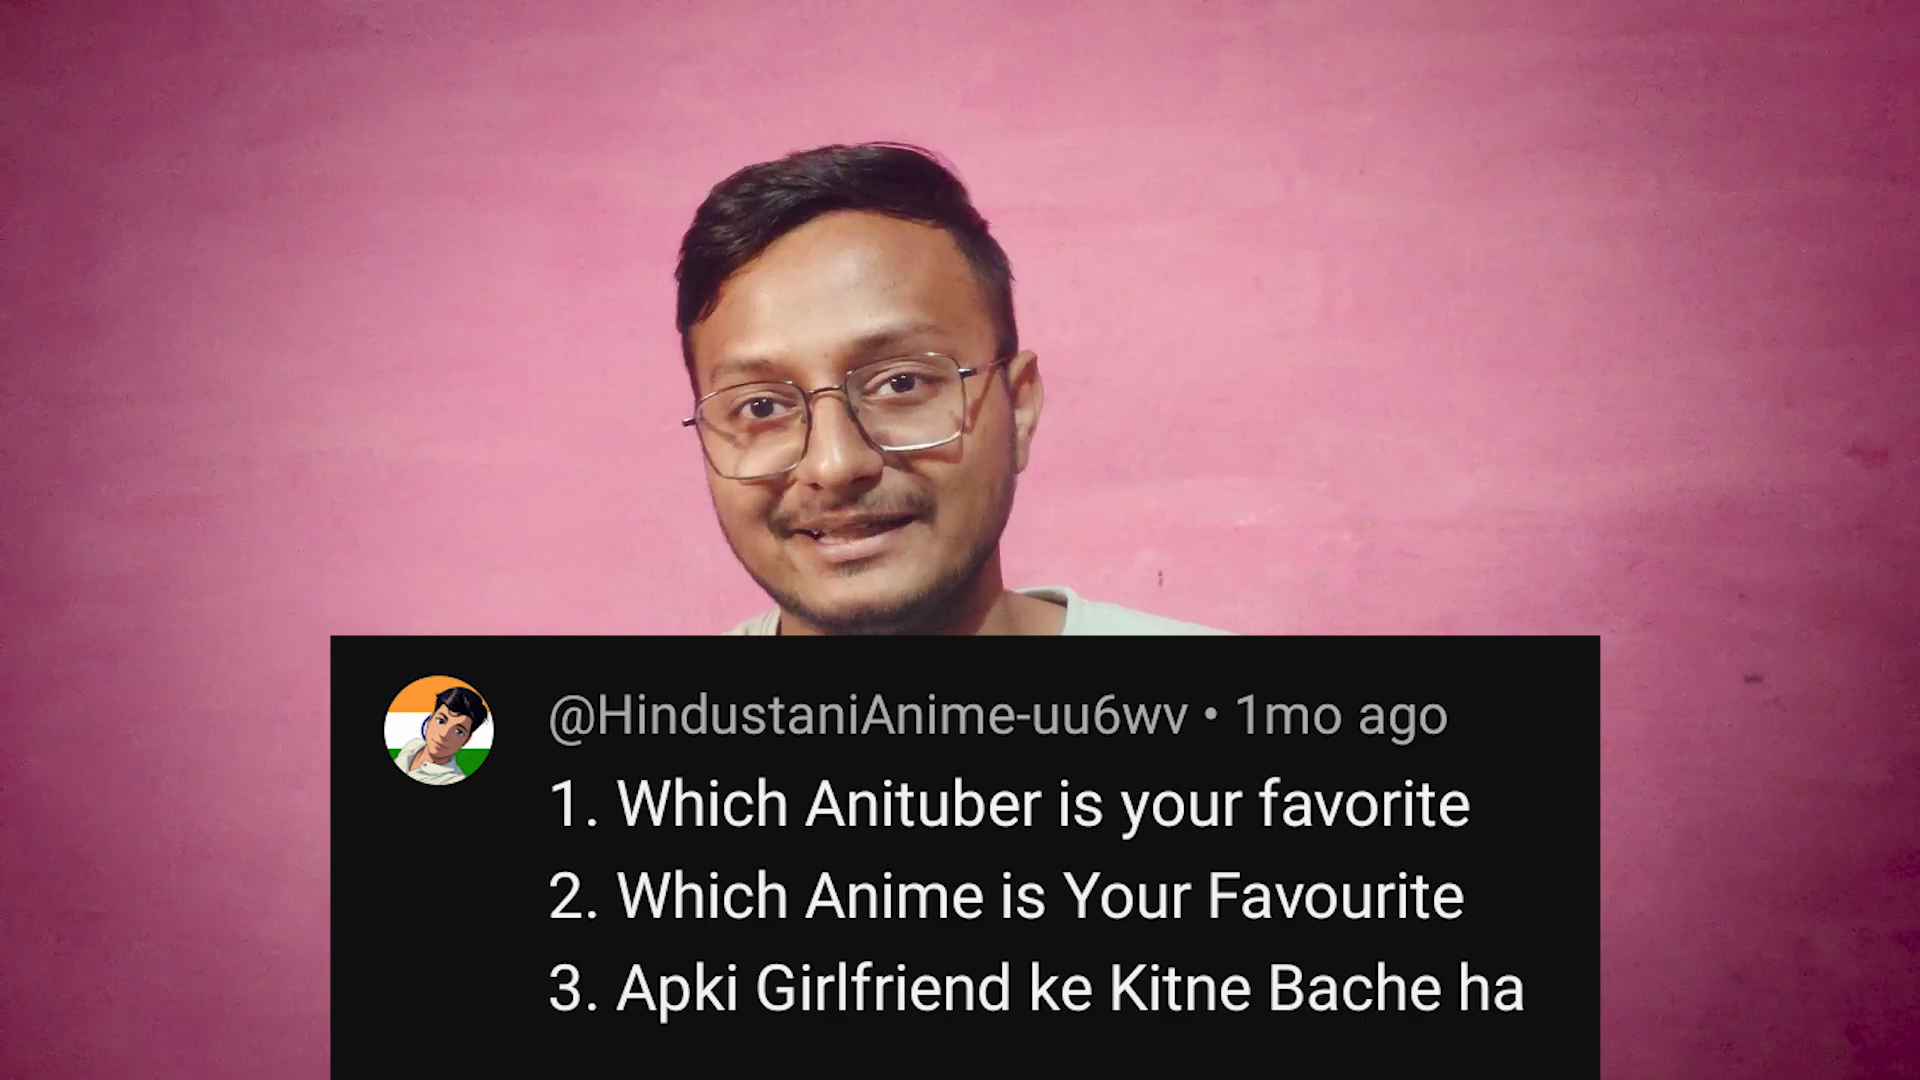 @HindustaniAnime-uu6wv • 1mo ago
1. Which Anituber is your favorite
2. Which Anime is Your Favourite
3. Apki Girlfriend ke Kitne Bache ha